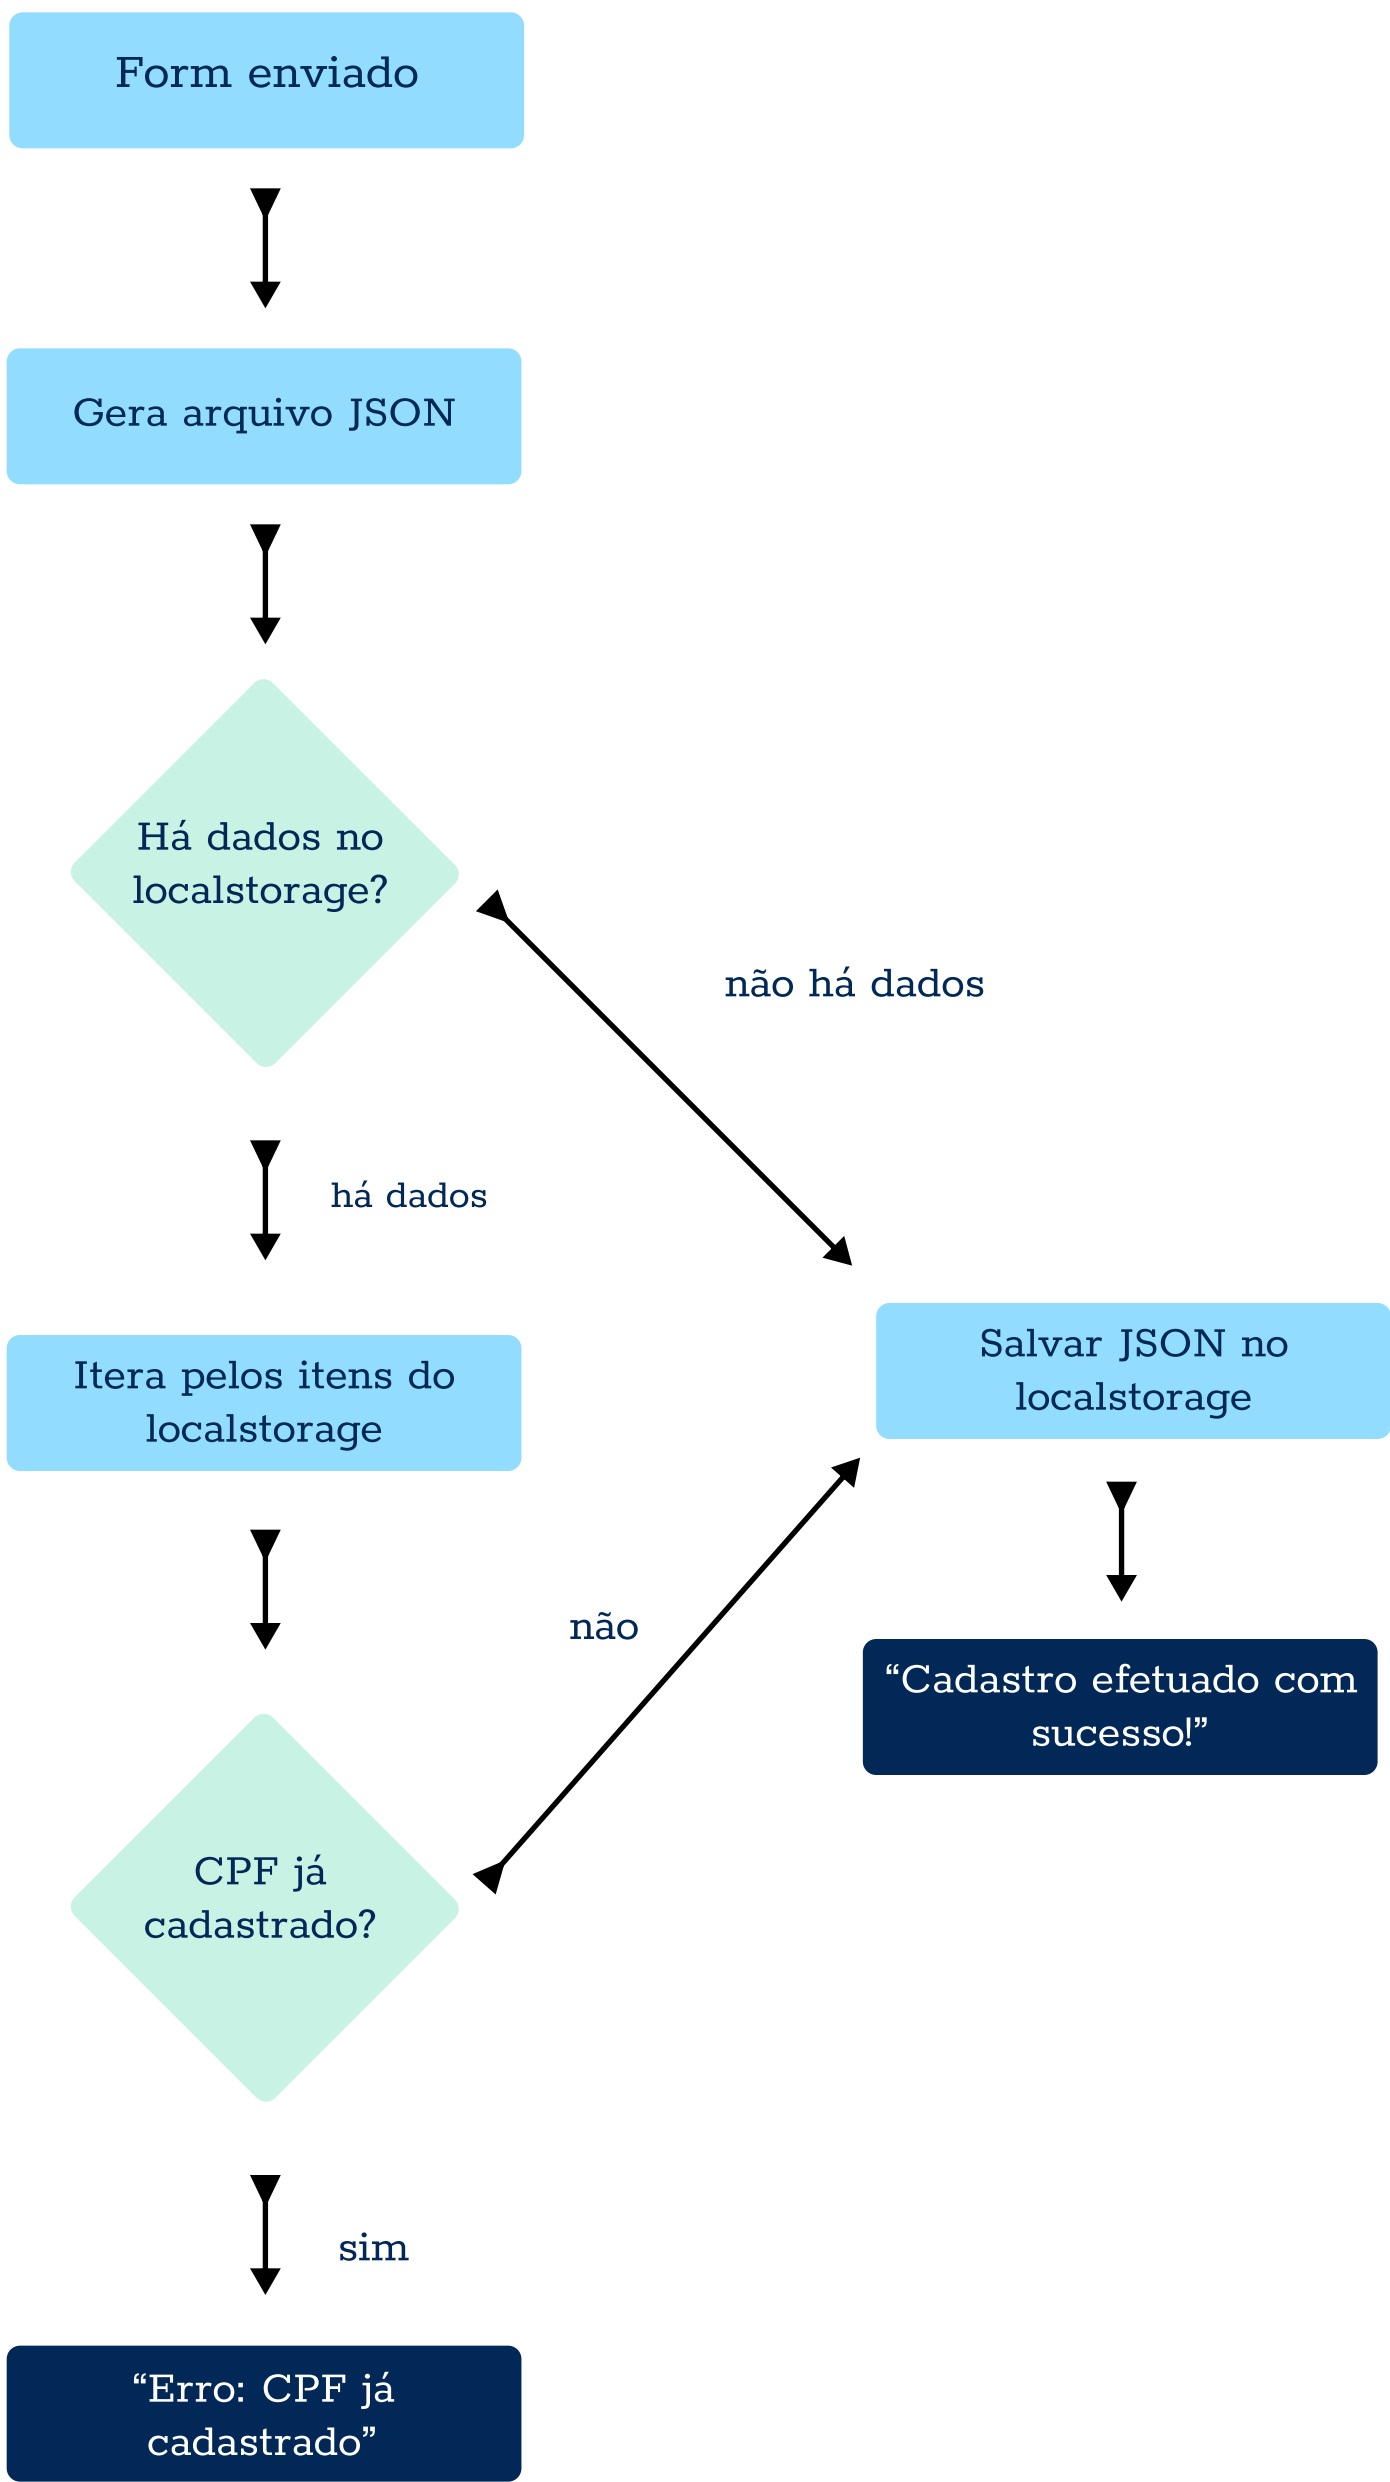 Form enviado
Gera arquivo JSON
Há dados no
localstorage?
não há dados
há dados
Itera pelos itens do
localstorage
Salvar JSON no
localstorage
não
“Cadastro efetuado com
sucesso!”
CPF já
cadastrado?
sim
“Erro: CPF já
cadastrado”